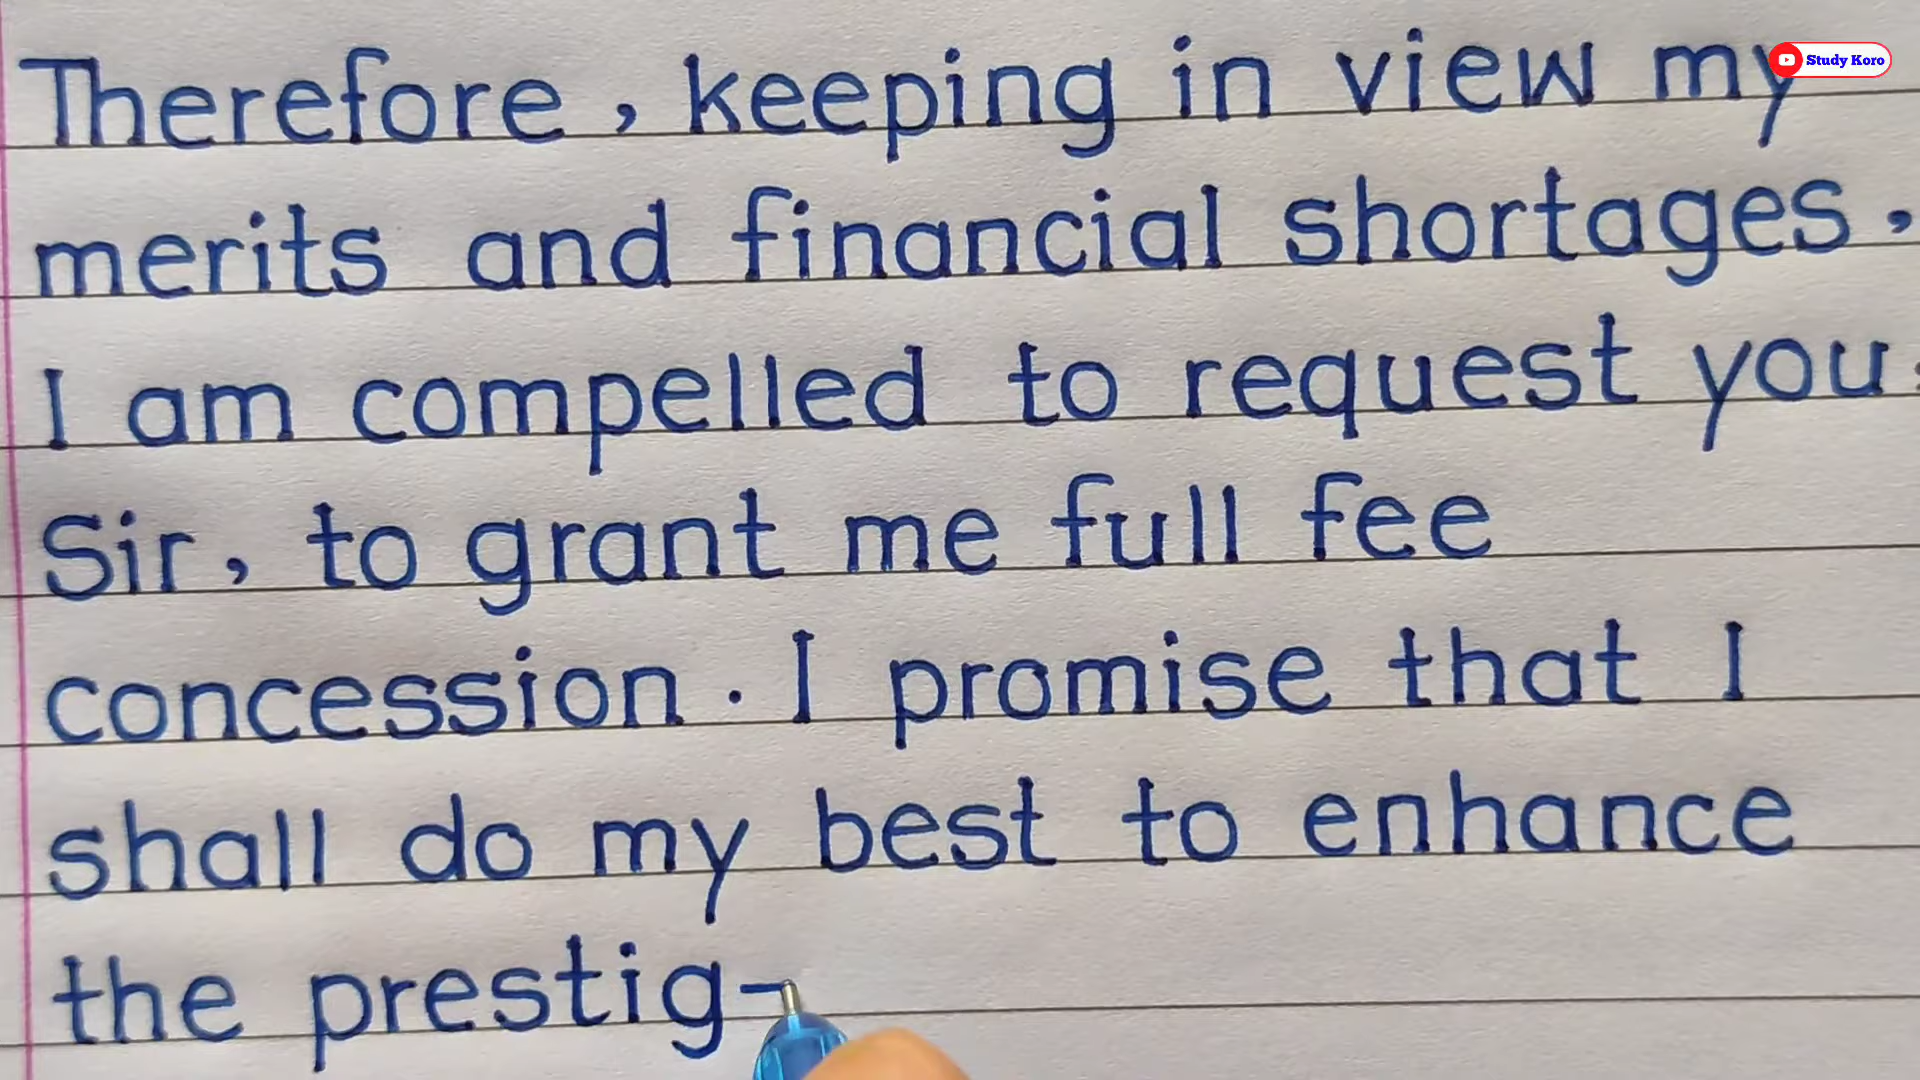 Therefore, keeping in view my
Study Koro
merits and financial shortages,
I am compelled to request you
Sir, to grant me full fee
concession. I promise that I
shall do my best to enhance
the prestig